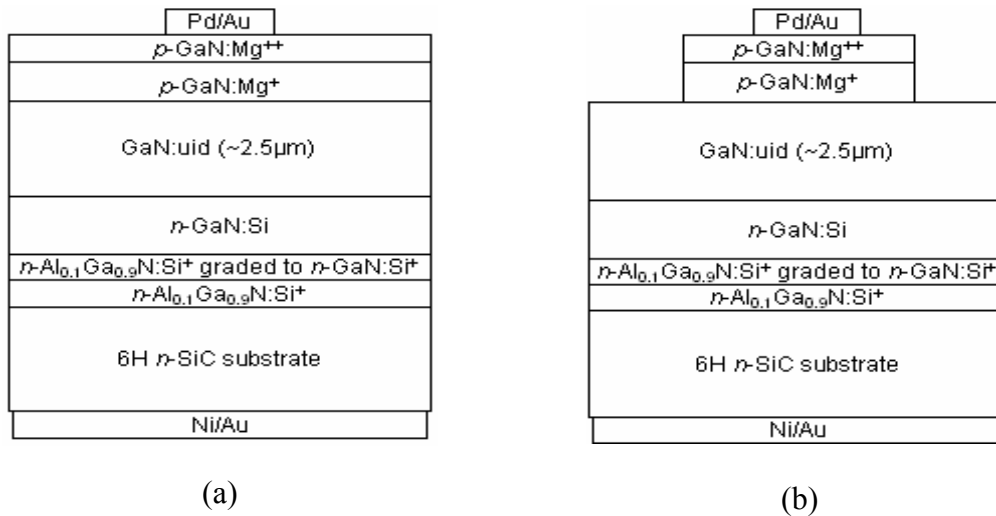 Pd/Au
p-GaN:Mg⁺⁺
p-GaN:Mg⁺
GaN:uid (~2.5µm)
n-GaN:Si
n-Al₀.₁Ga₀.₉N:Si⁺ graded to n-GaN:Si⁺
n-Al₀.₁Ga₀.₉N:Si⁺
6H n-SiC substrate
Ni/Au
(a)
Pd/Au
p-GaN:Mg⁺⁺
p-GaN:Mg⁺
GaN:uid (~2.5µm)
n-GaN:Si
n-Al₀.₁Ga₀.₉N:Si⁺ graded to n-GaN:Si⁺
n-Al₀.₁Ga₀.₉N:Si⁺
6H n-SiC substrate
Ni/Au
(b)